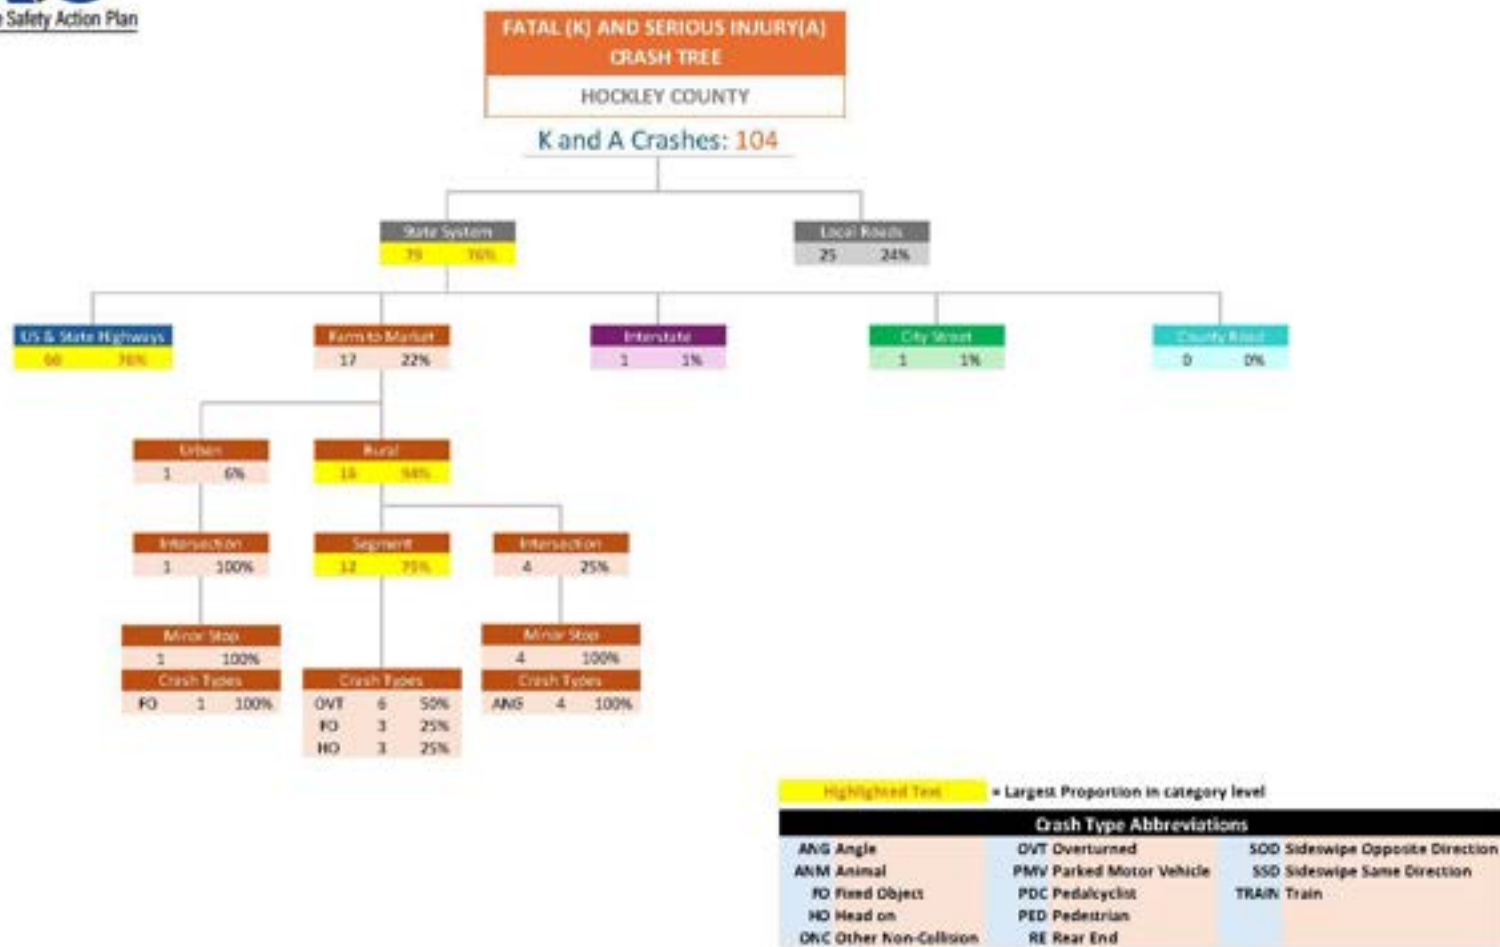 Safety Action Plan
FATAL (K) AND SERIOUS INJURY(A)
CRASH TREE
HOCKLEY COUNTY
K and A Crashes: 104
State System
79 76%
Local Roads
25 24%
US & State Highways
60 76%
Farm to Market
17 22%
Interstate
1 1%
City Street
1 1%
County Road
0 0%
Urban
1 6%
Rural
16 94%
Intersection
1 100%
Segment
12 75%
Intersection
4 25%
Minor Stop
1 100%
Crash Types
FO 1 100%
Crash Types
OVT 6 50%
FO 3 25%
HO 3 25%
Minor Stop
4 100%
Crash Types
ANG 4 100%
Highlighted Text = Largest Proportion in category level
Crash Type Abbreviations
ANG Angle OVT Overturned SOD Sideswipe Opposite Direction
ANM Animal PMV Parked Motor Vehicle SSD Sideswipe Same Direction
FO Fixed Object PDC Pedalcyclist TRAIN Train
HO Head on PED Pedestrian
ONC Other Non-Collision RE Rear End